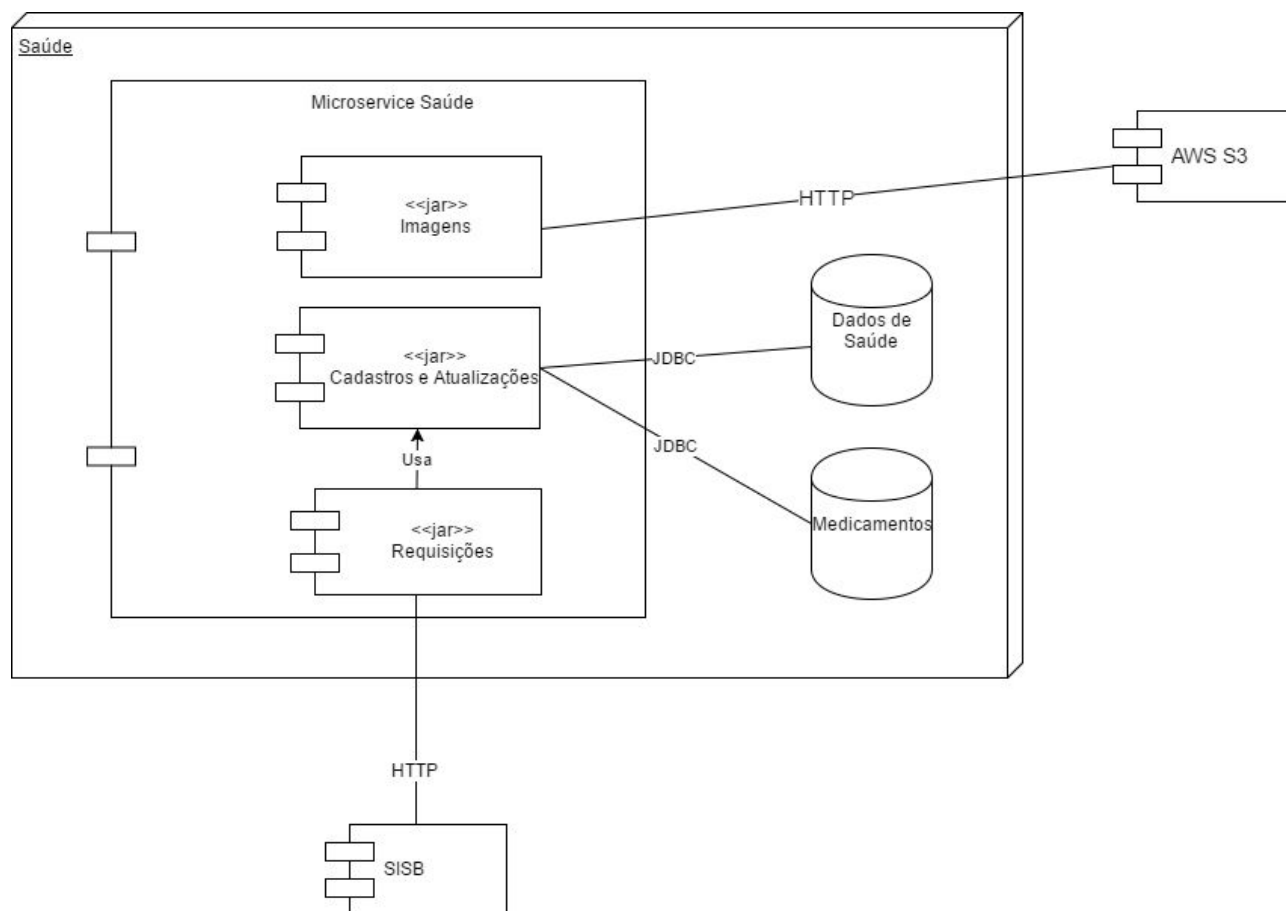 Saúde
Microservice Saúde
<<jar>>
Imagens
HTTP
AWS S3
<<jar>>
Cadastros e Atualizações
JDBC
Dados de
Saúde
JDBC
Medicamentos
Usa
<<jar>>
Requisições
HTTP
SISB